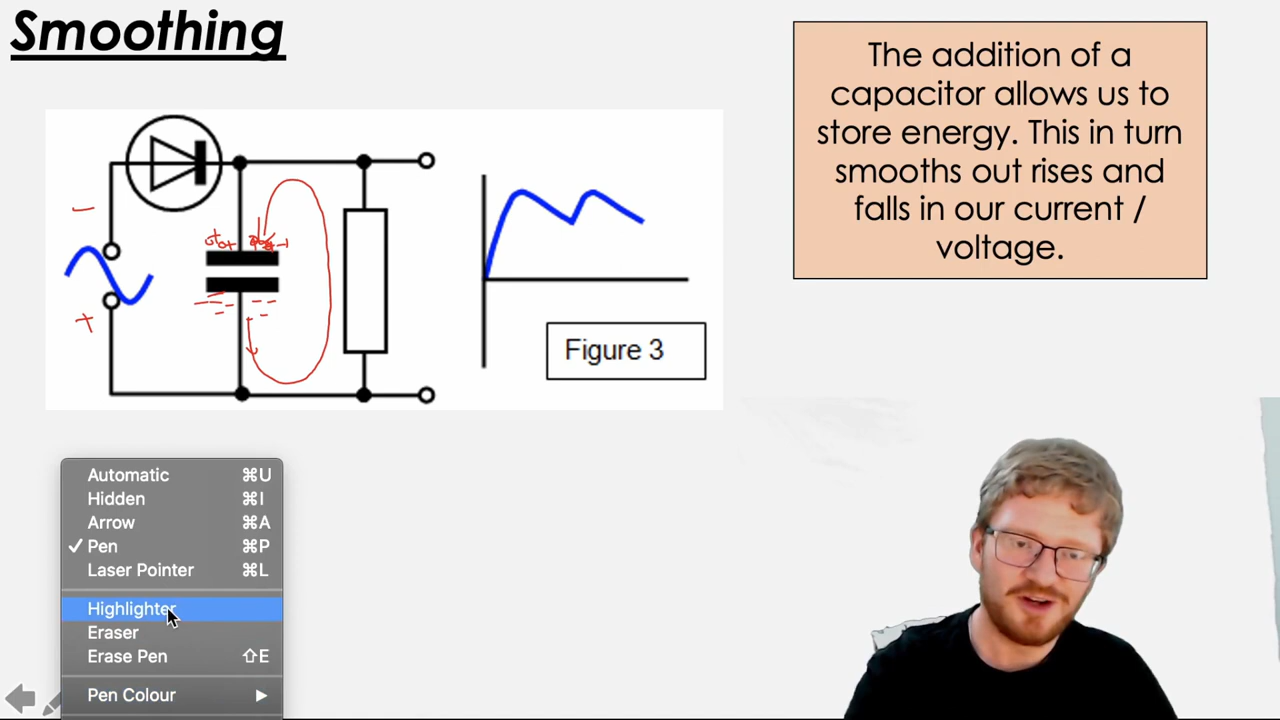 Smoothing
The addition of a
capacitor allows us to
store energy. This in turn
smooths out rises and
falls in our current /
voltage.
Figure 3
Automatic ⌘U
Hidden ⌘I
Arrow ⌘A
✓ Pen ⌘P
Laser Pointer ⌘L
Highlighter
Eraser
Erase Pen ⇧E
Pen Colour ▶